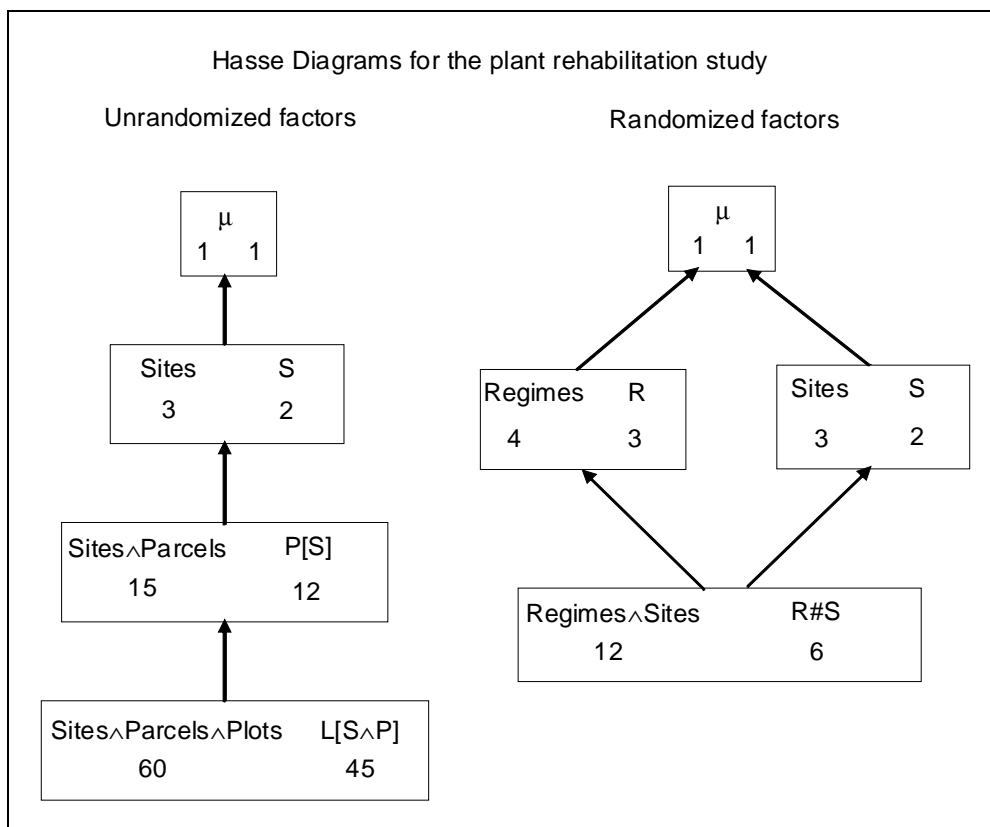 Hasse Diagrams for the plant rehabilitation study
Unrandomized factors
μ
1 1
Sites S
3 2
Sites∧Parcels P[S]
15 12
Sites∧Parcels∧Plots L[S∧P]
60 45
Randomized factors
μ
1 1
Regimes R
4 3
Sites S
3 2
Regimes∧Sites R#S
12 6